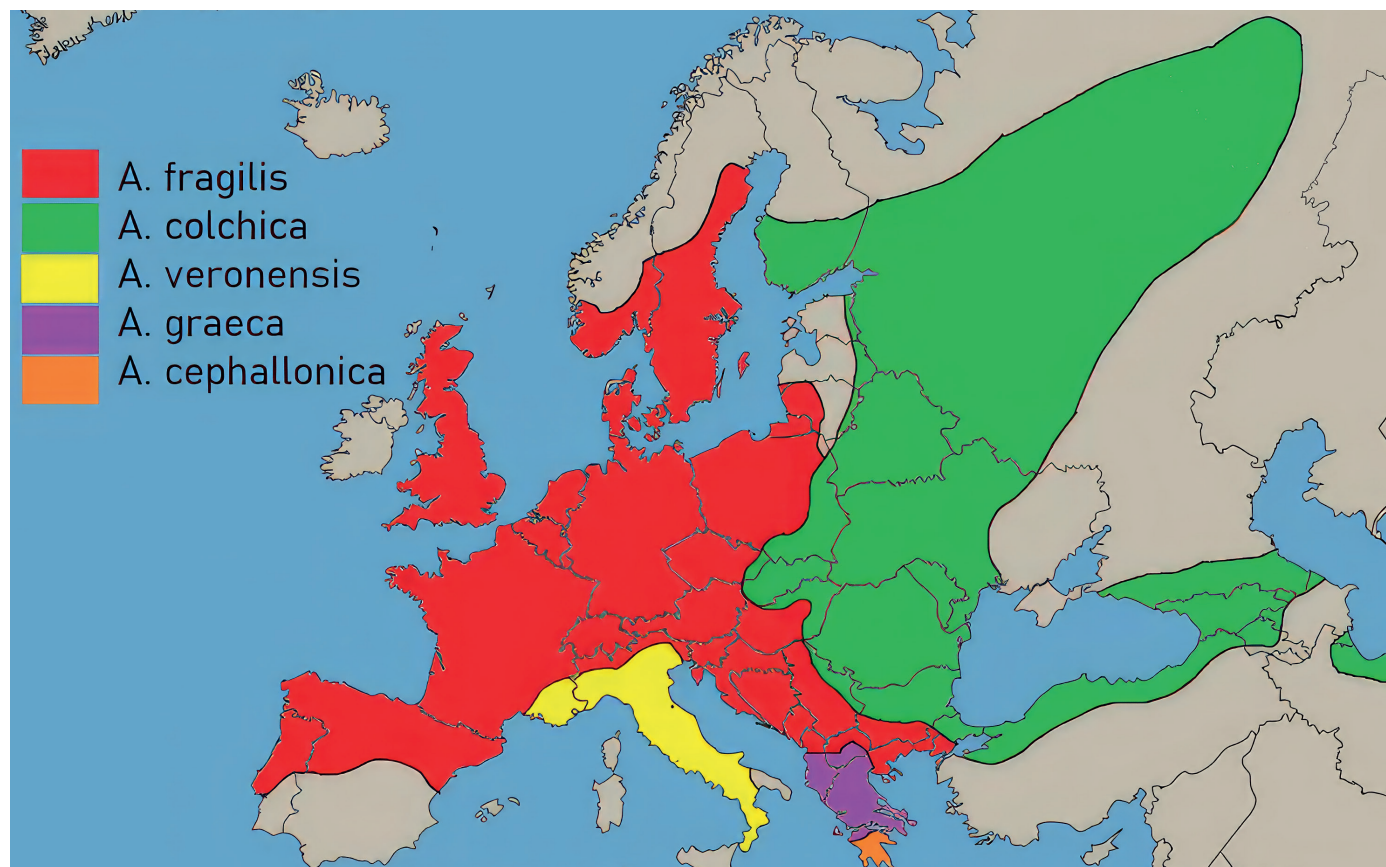 A. fragilis
A. colchica
A. veronensis
A. graeca
A. cephallonica